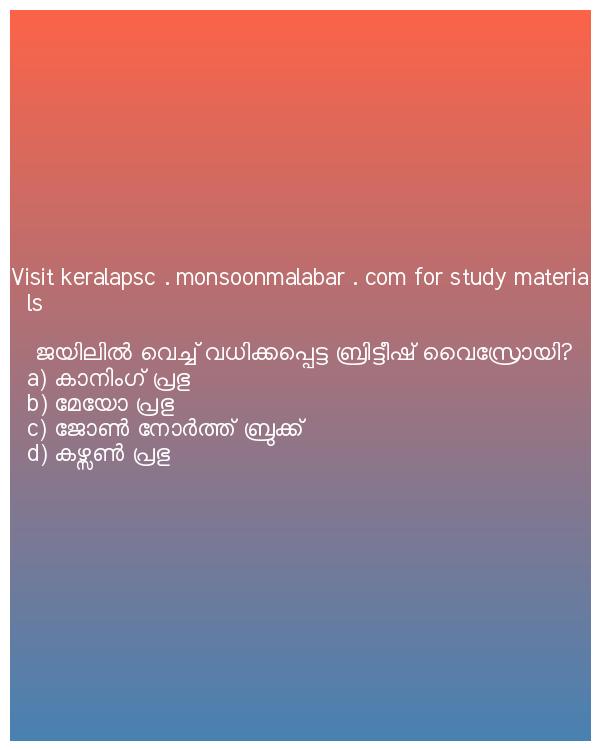 Visit keralapsc . monsoonmalabar . com for study materia
ls
ജയിലിൽ വെച്ച് വധിക്കപ്പെട്ട ബ്രിട്ടീഷ് വൈസ്രോയി?
a) കാനിംഗ് പ്രഭു
b) മേയോ പ്രഭു
c) ജോൺ നോർത്ത് ബ്രുക്ക്
d) കഴ്സൺ പ്രഭു